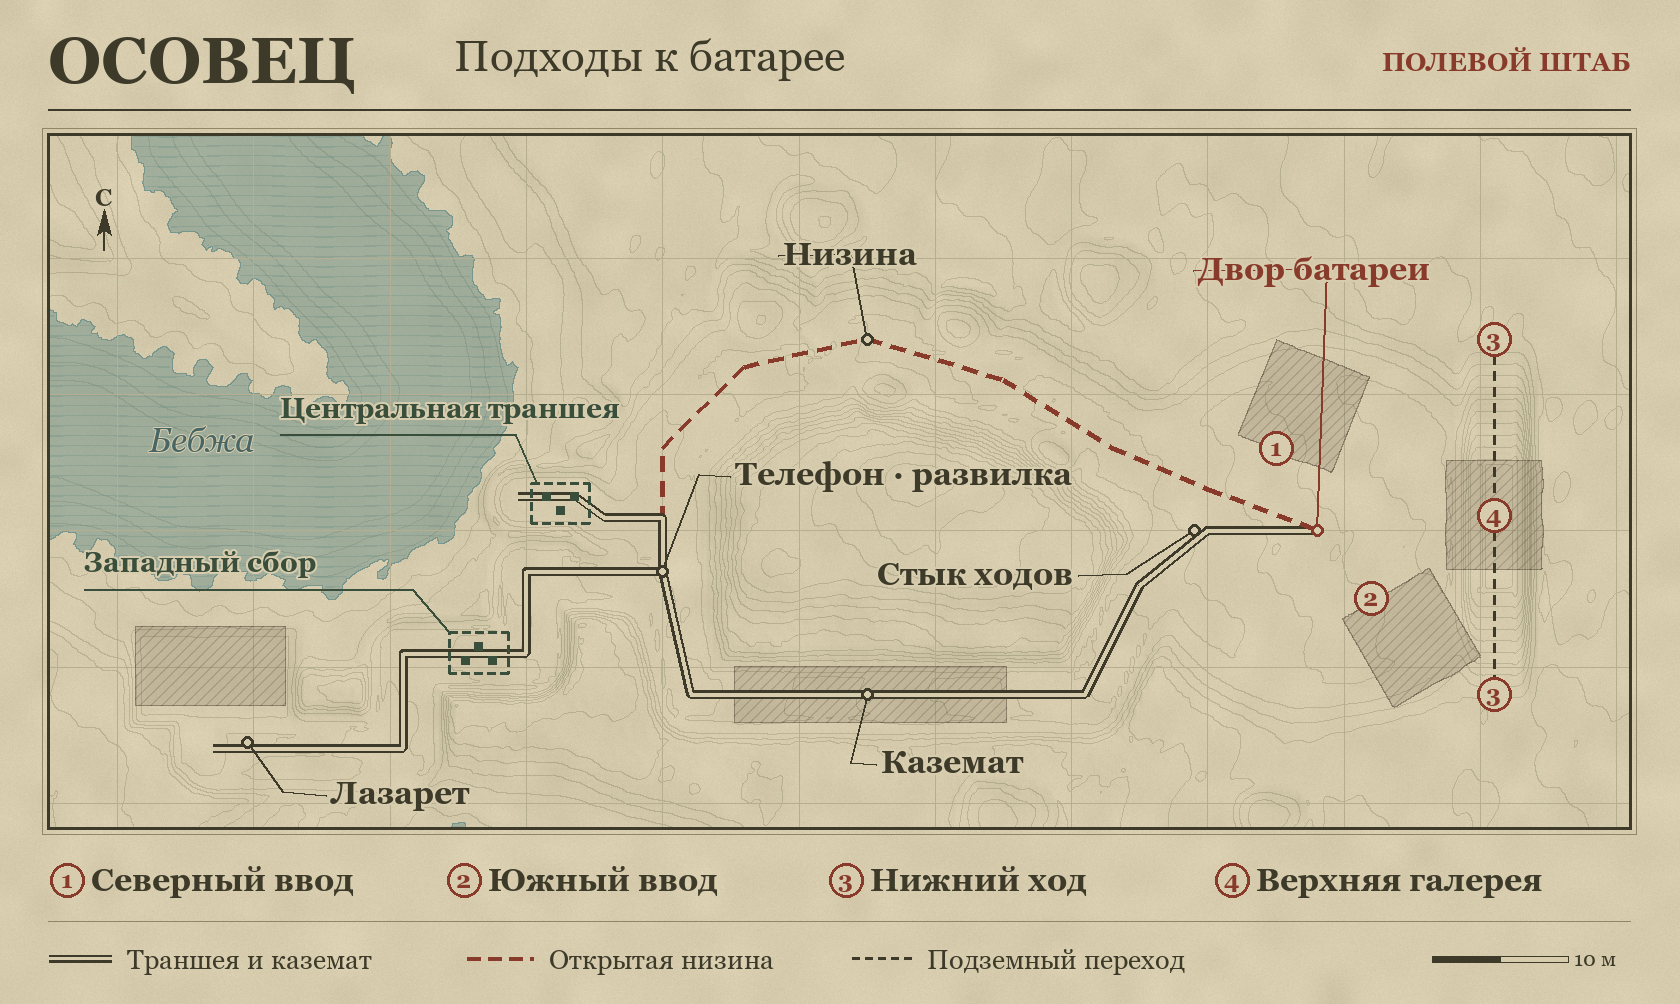 ОСОВЕЦ
Подходы к батарее
ПОЛЕВОЙ ШТАБ
С
Низина
Двор батареи
3
Центральная траншея
Бебжа
1
Телефон · развилка
4
Западный сбор
Стык ходов
2
3
Каземат
Лазарет
1 Северный ввод
2 Южный ввод
3 Нижний ход
4 Верхняя галерея
Траншея и каземат
Открытая низина
Подземный переход
10 м